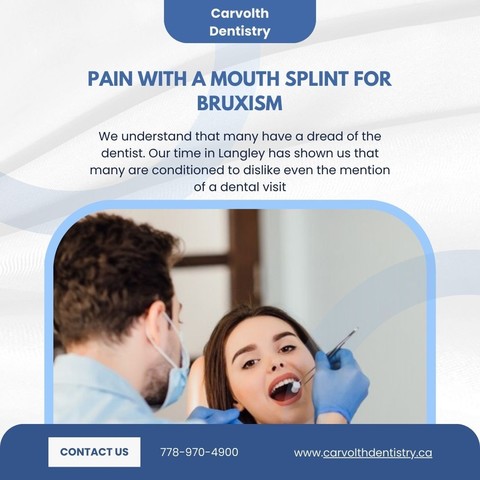 Carvolth
Dentistry
PAIN WITH A MOUTH SPLINT FOR
BRUXISM
We understand that many have a dread of the
dentist. Our time in Langley has shown us that
many are conditioned to dislike even the mention
of a dental visit
CONTACT US
778-970-4900
www.carvolthdentistry.ca